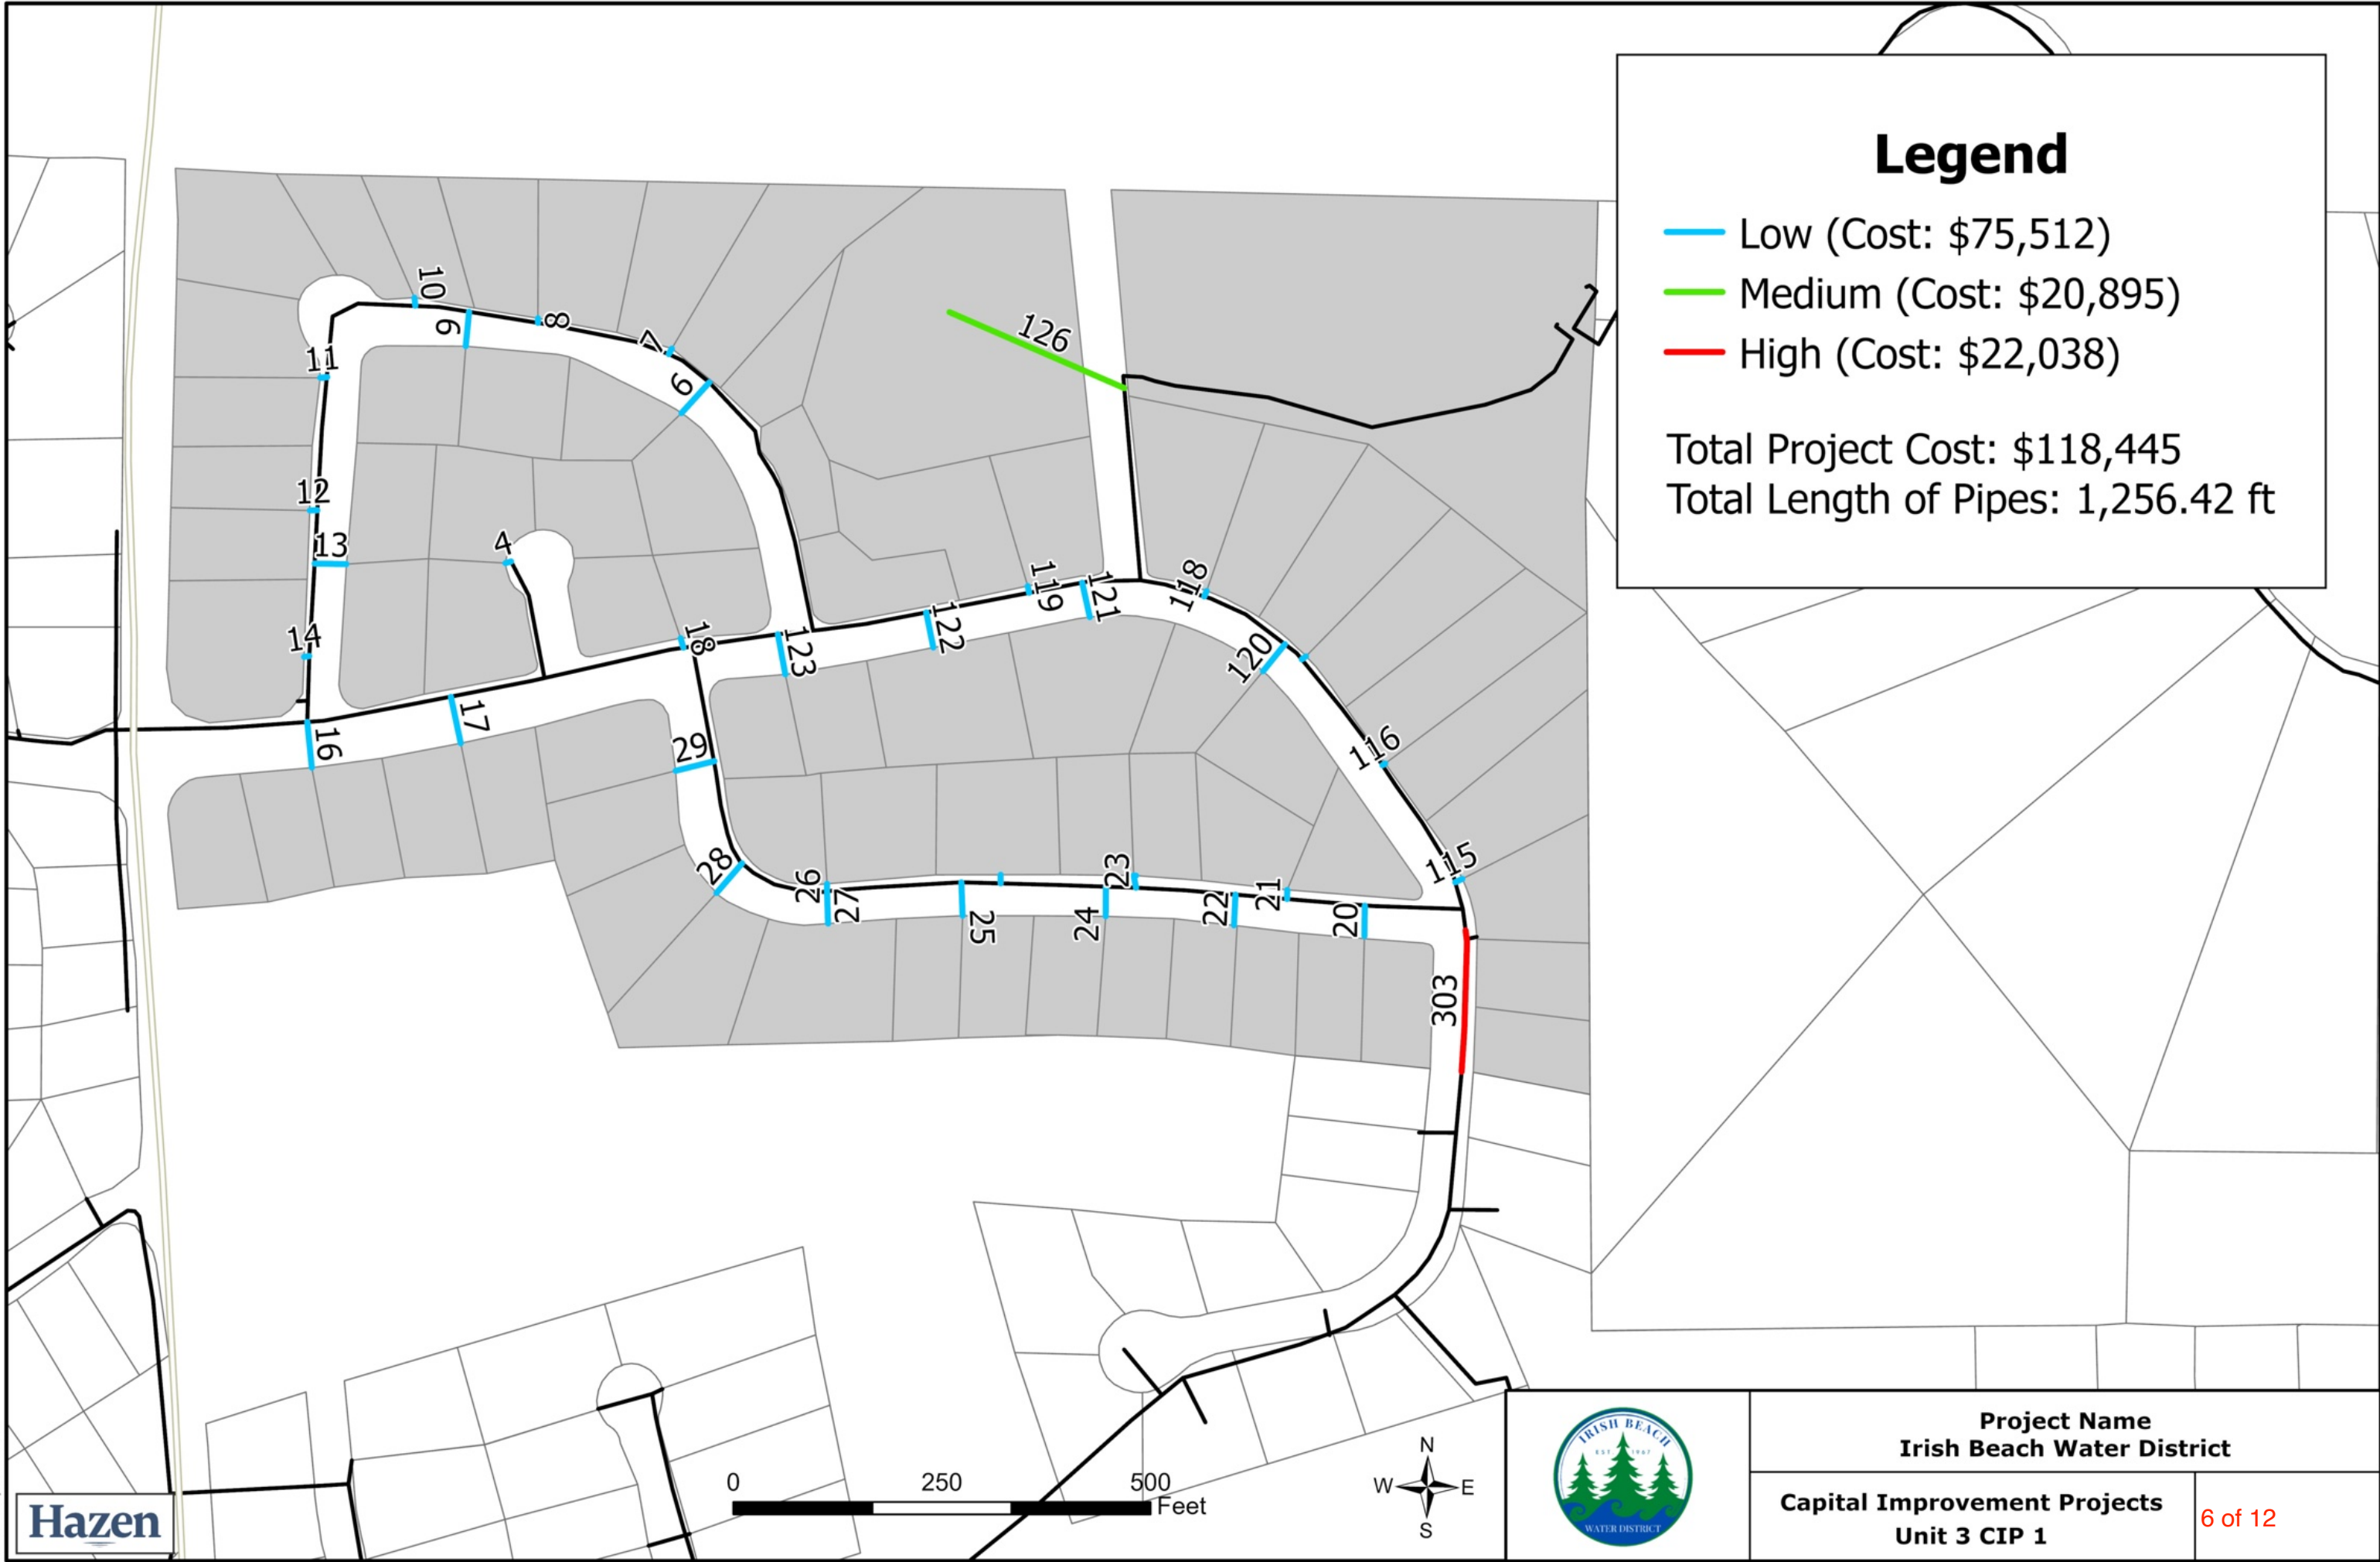 Legend
Low (Cost: $75,512)
Medium (Cost: $20,895)
High (Cost: $22,038)
Total Project Cost: $118,445
Total Length of Pipes: 1,256.42 ft
10
9
8
7
6
126
11
12
13
4
14
18
123
122
119
121
118
120
16
17
29
116
28
26
27
25
24
23
22
21
20
115
303
0
250
500
Feet
N
W
E
S
Hazen
IRISH BEACH
EST 1967
WATER DISTRICT
Project Name
Irish Beach Water District
Capital Improvement Projects
Unit 3 CIP 1
6 of 12